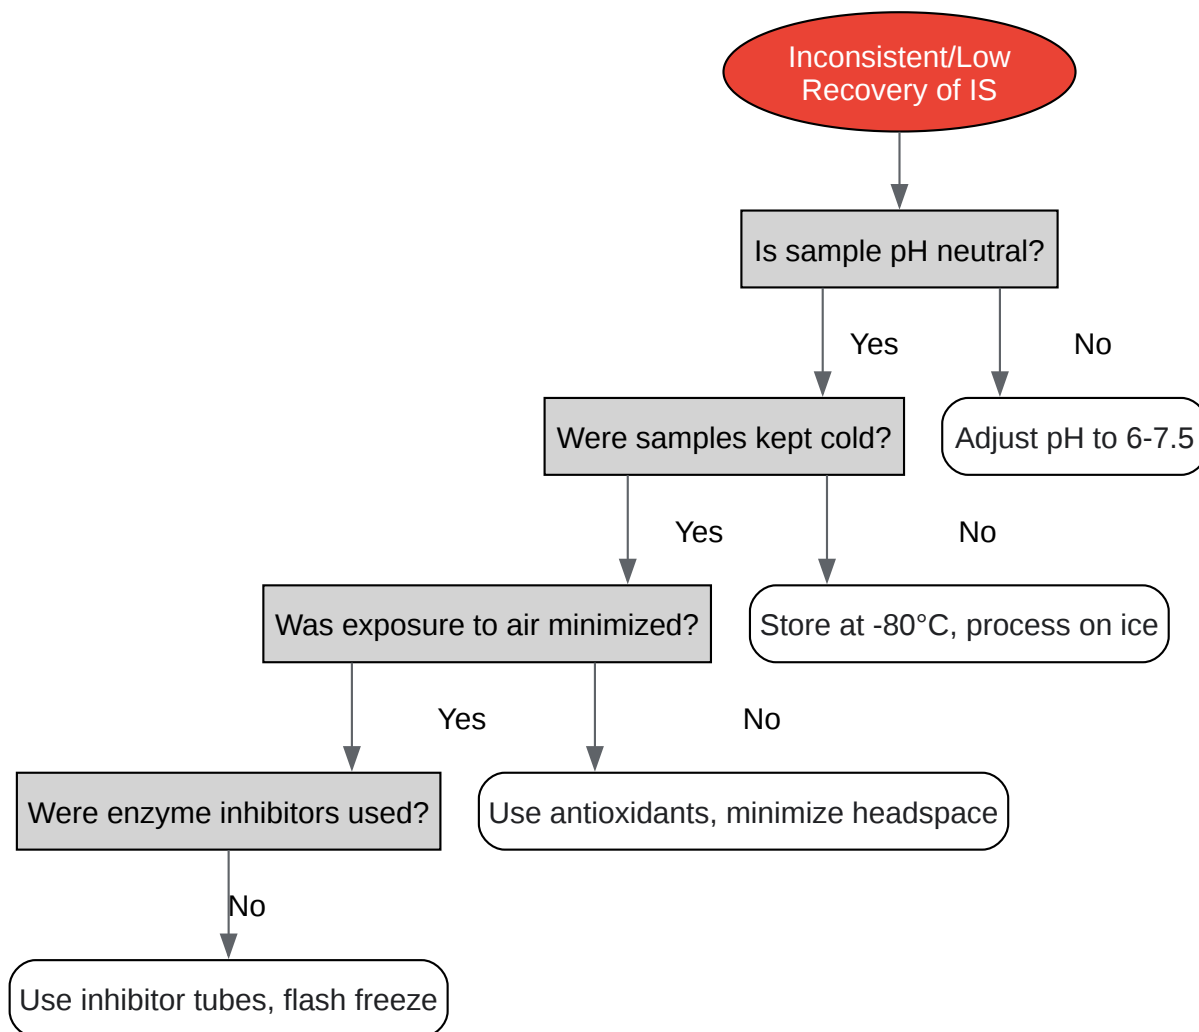 Inconsistent/Low
Recovery of IS
Is sample pH neutral?
Yes
No
Were samples kept cold?
Adjust pH to 6-7.5
Yes
No
Was exposure to air minimized?
Store at -80°C, process on ice
Yes
No
Were enzyme inhibitors used?
Use antioxidants, minimize headspace
No
Use inhibitor tubes, flash freeze